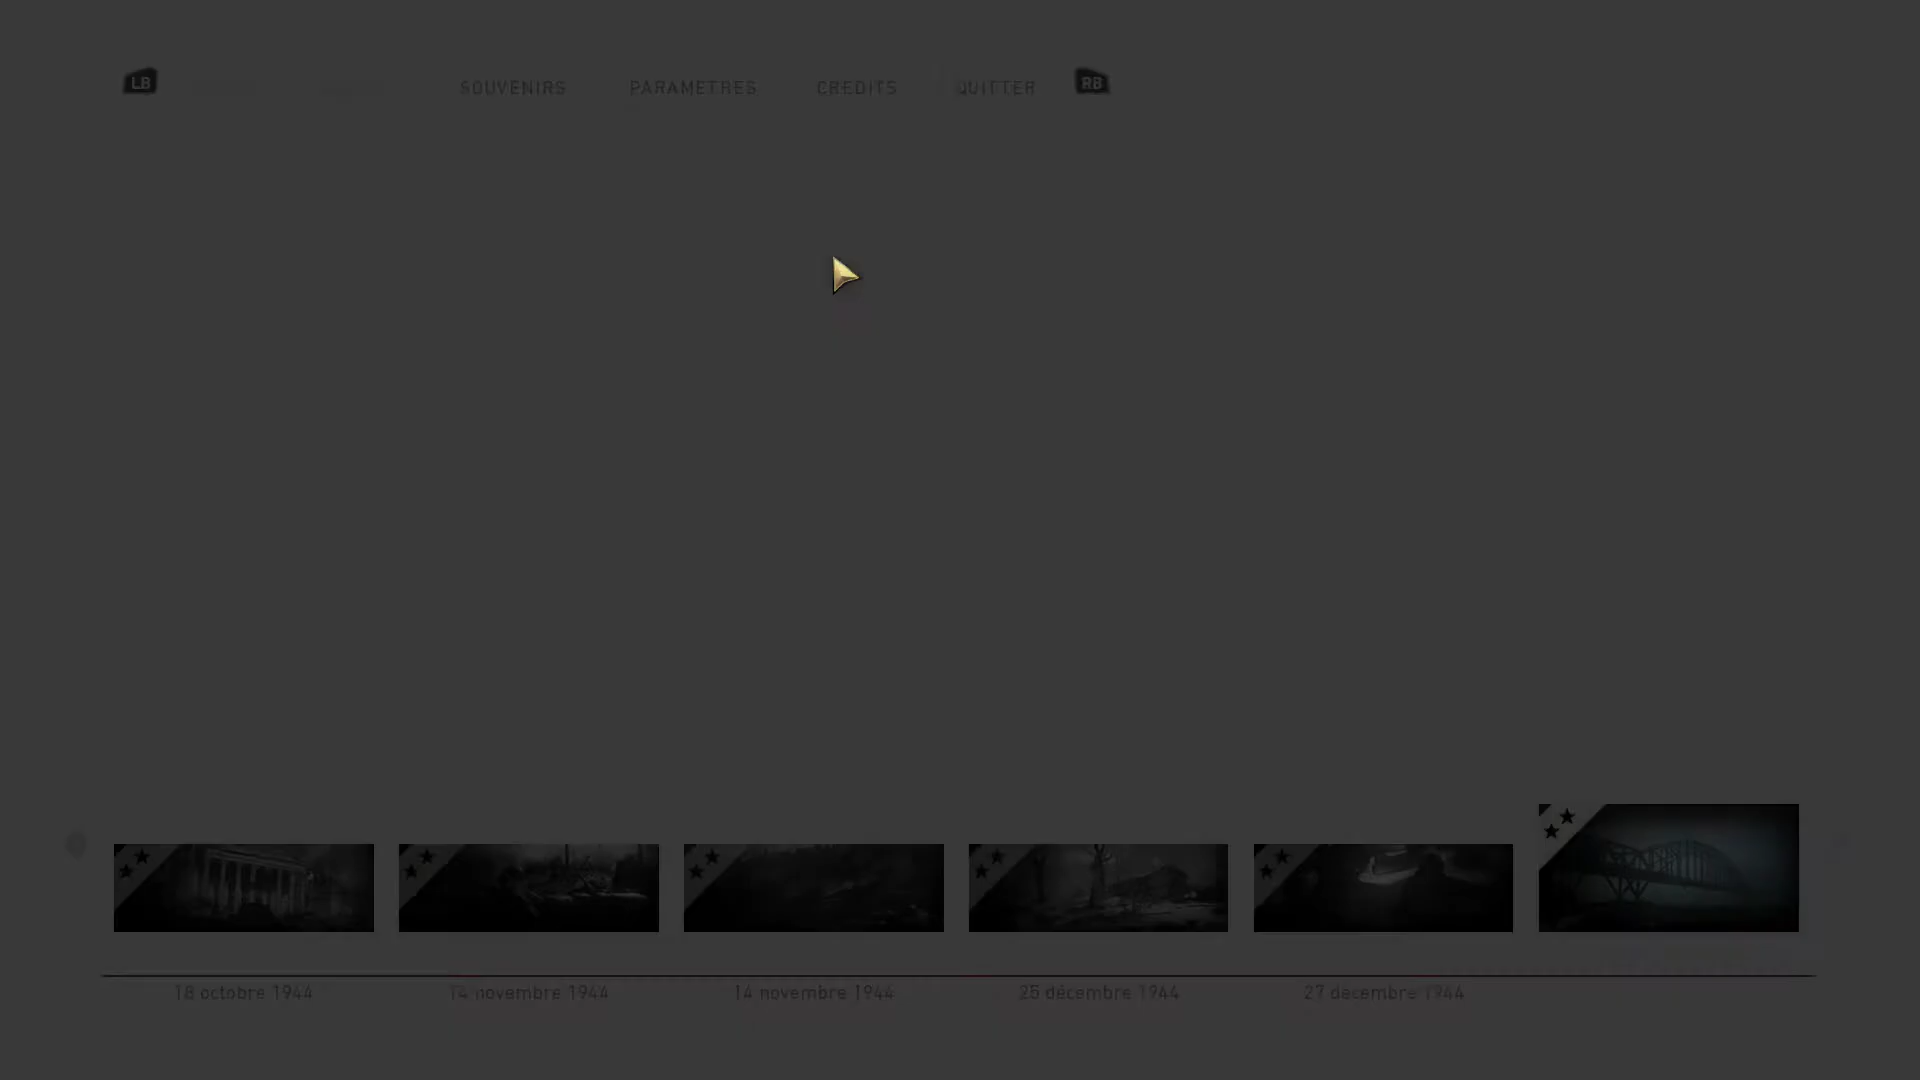 LB SOUVENIRS PARAMETRES CREDITS QUITTER RB
18 octobre 1944 14 novembre 1944 14 novembre 1944 25 décembre 1944 27 décembre 1944